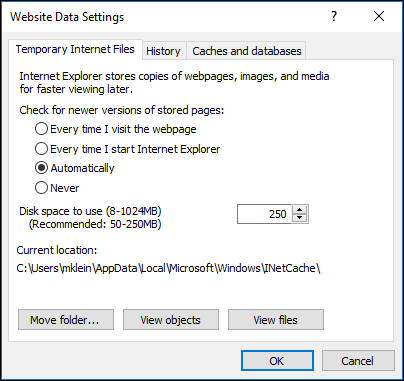 Website Data Settings
?
Temporary Internet Files
History
Caches and databases
Internet Explorer stores copies of webpages, images, and media
for faster viewing later.
Check for newer versions of stored pages:
Every time I visit the webpage
Every time I start Internet Explorer
Automatically
Never
Disk space to use (8-1024MB)
(Recommended: 50-250MB)
250
Current location:
C:\Users\mklein\AppData\Local\Microsoft\Windows\INetCache\
Move folder...
View objects
View files
OK
Cancel